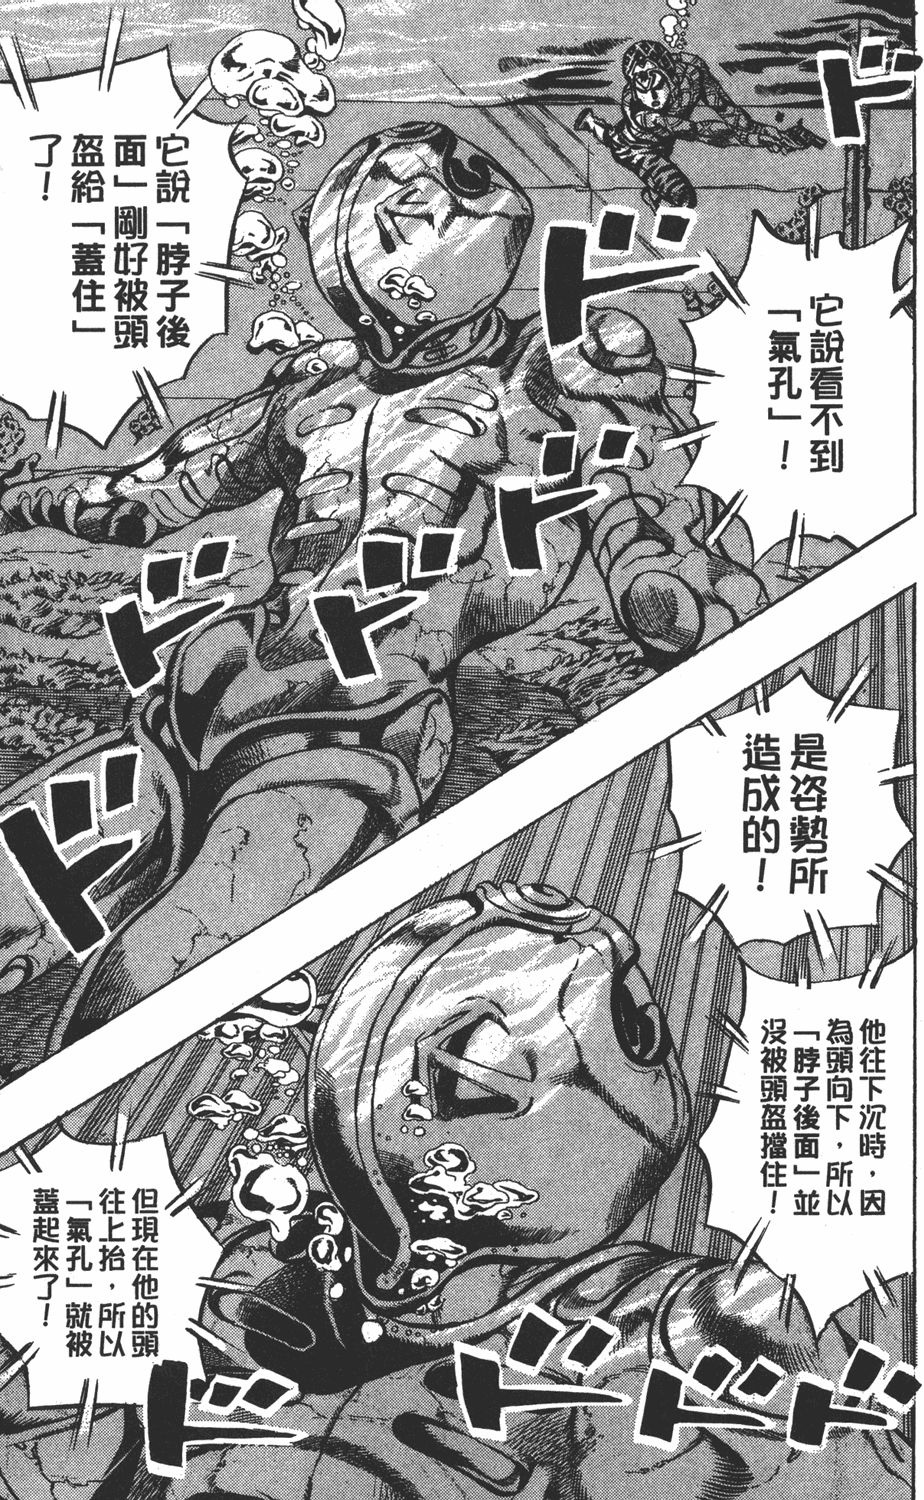 ド
它說看不到
「氣孔」！
它說「脖子後
面」剛好被頭
盔給「蓋住」
了！
ド
ド
ド
ド
ド
是姿勢所
造成的！
他往下沉時，因
為頭向下，所以
「脖子後面」並
沒被頭盔擋住！
但現在他的頭
往上抬，所以
「氣孔」就被
蓋起來了！
ド
ド
ド
ド
ド